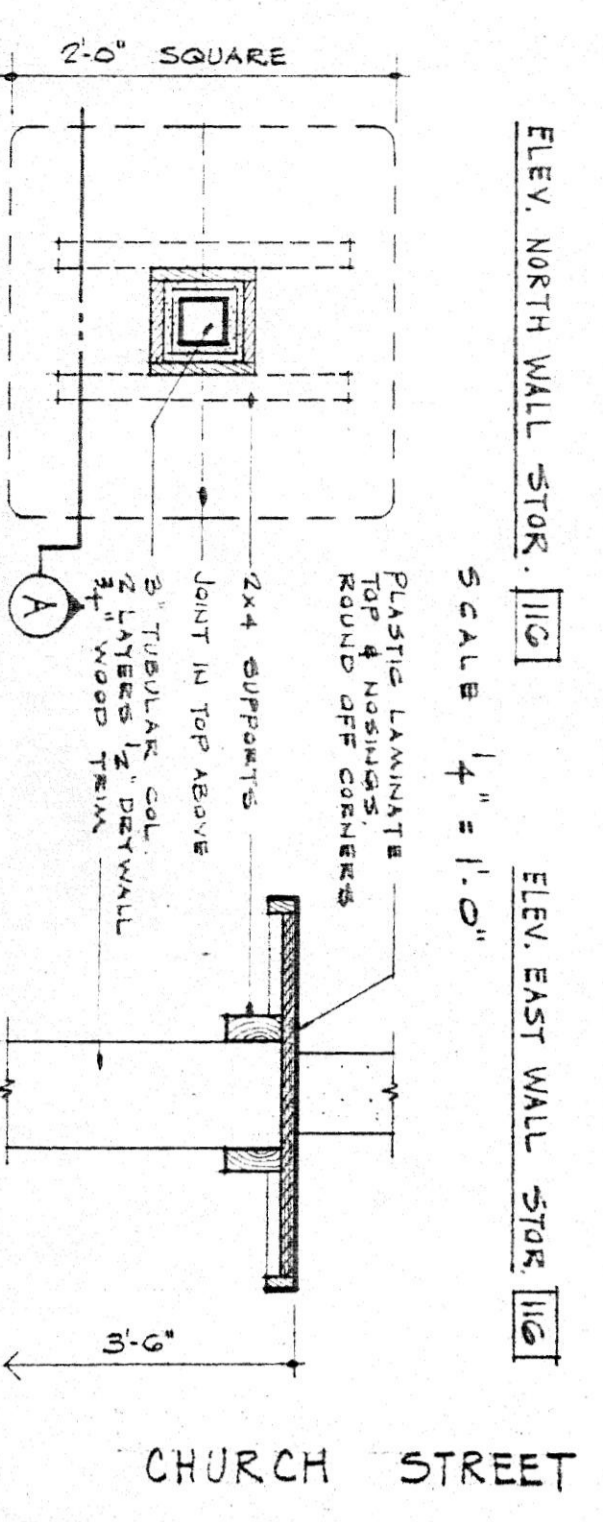 2'-0" SQUARE
ELEV. NORTH WALL STOR. 116
SCALE 1/4" = 1'-0"
ELEV. EAST WALL STOR. 116
PLASTIC LAMINATE
TOP & NOSINGS,
ROUND OFF CORNERS
2x4 SUPPORTS
JOINT IN TOP ABOVE
3" TUBULAR COL.
2 LAYERS 1/2" DRYWALL
3/4" WOOD TRIM
A
3'-6"
CHURCH STREET